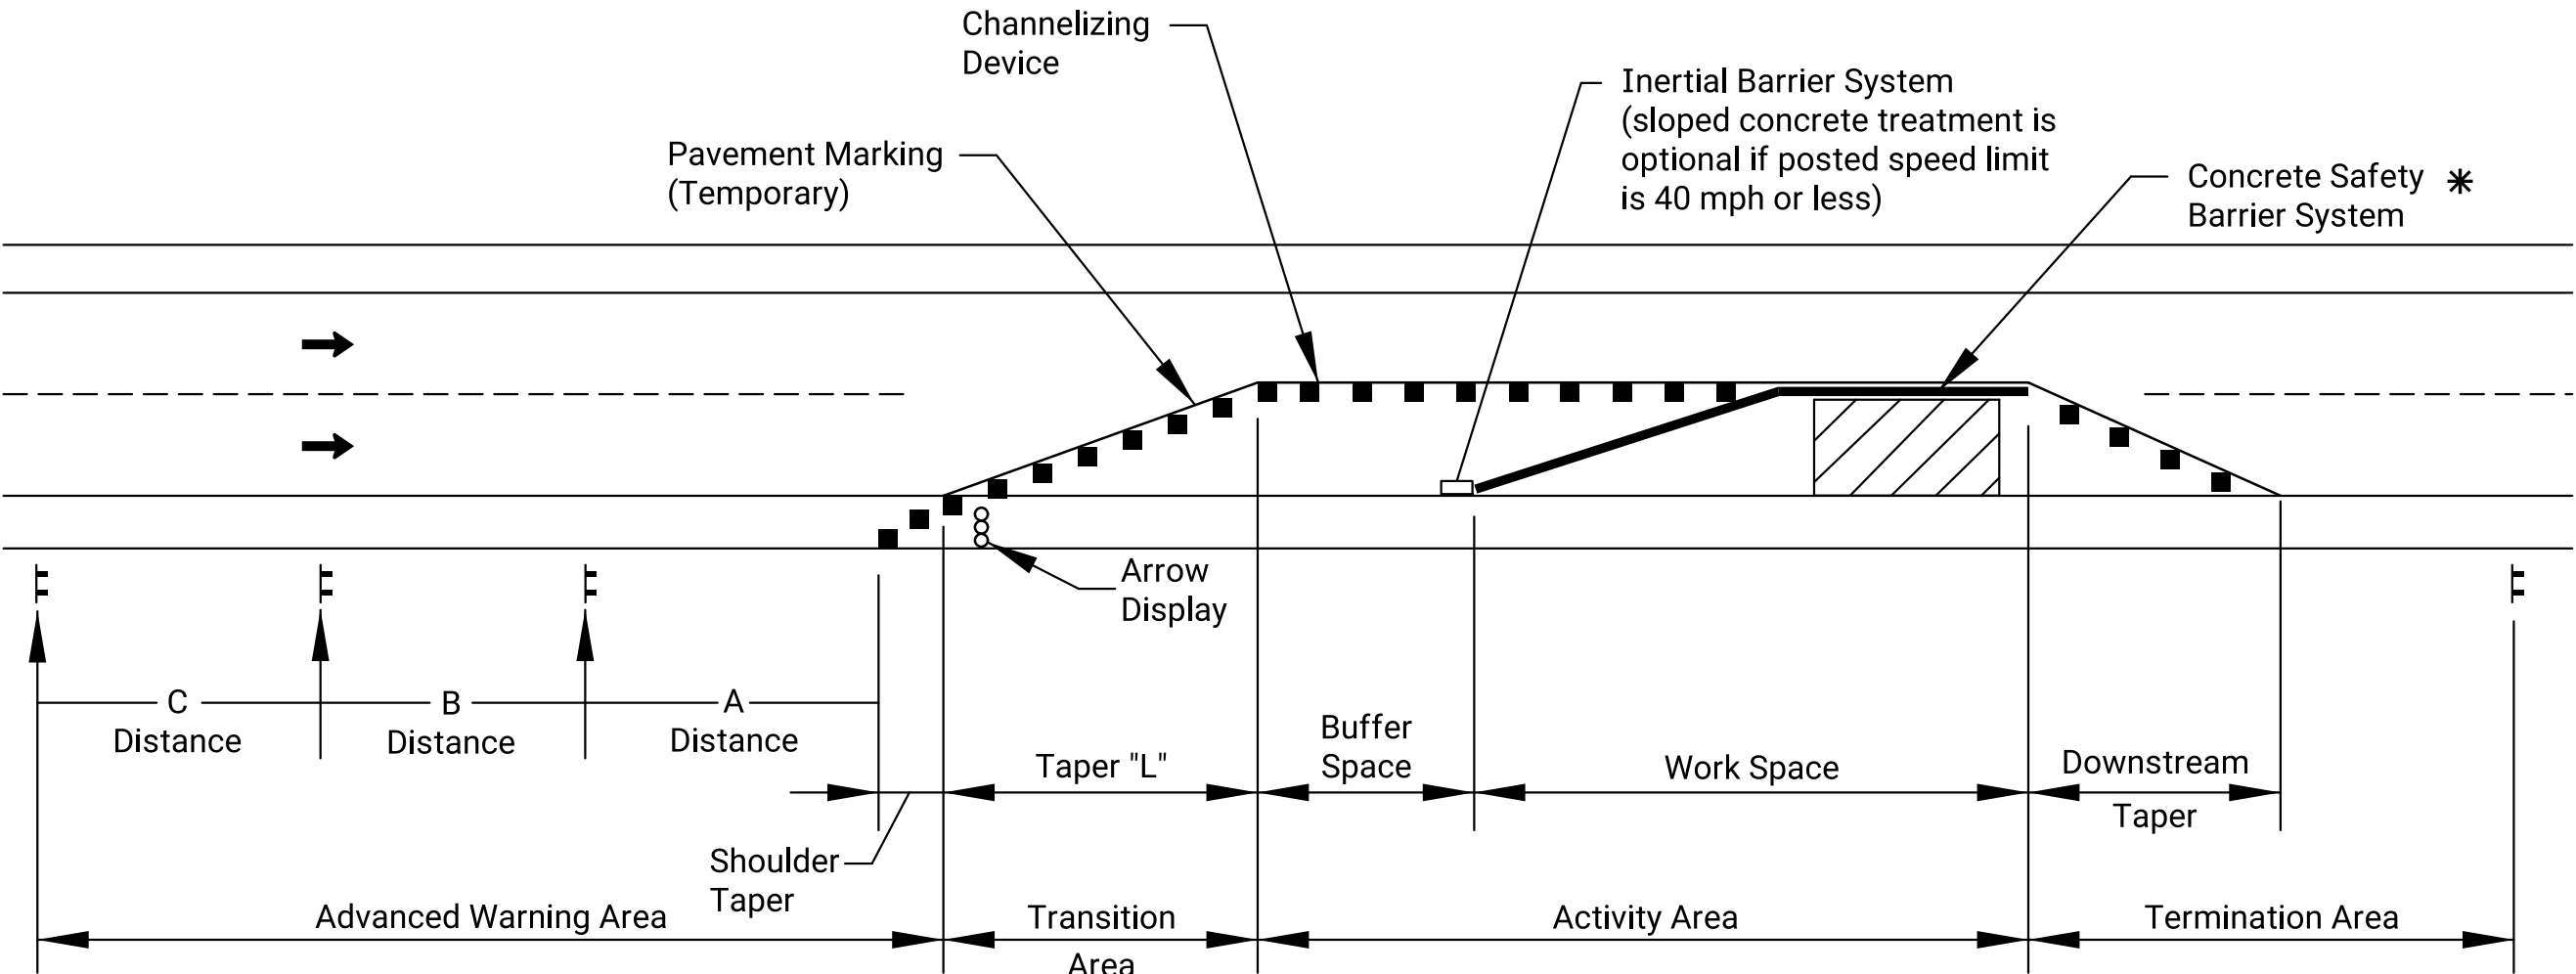 Channelizing
Device
Inertial Barrier System
(sloped concrete treatment is
optional if posted speed limit
is 40 mph or less)
Pavement Marking
(Temporary)
Concrete Safety *
Barrier System
Arrow
Display
C
Distance
B
Distance
A
Distance
Taper "L"
Buffer
Space
Work Space
Downstream
Taper
Shoulder
Taper
Advanced Warning Area
Transition
Area
Activity Area
Termination Area